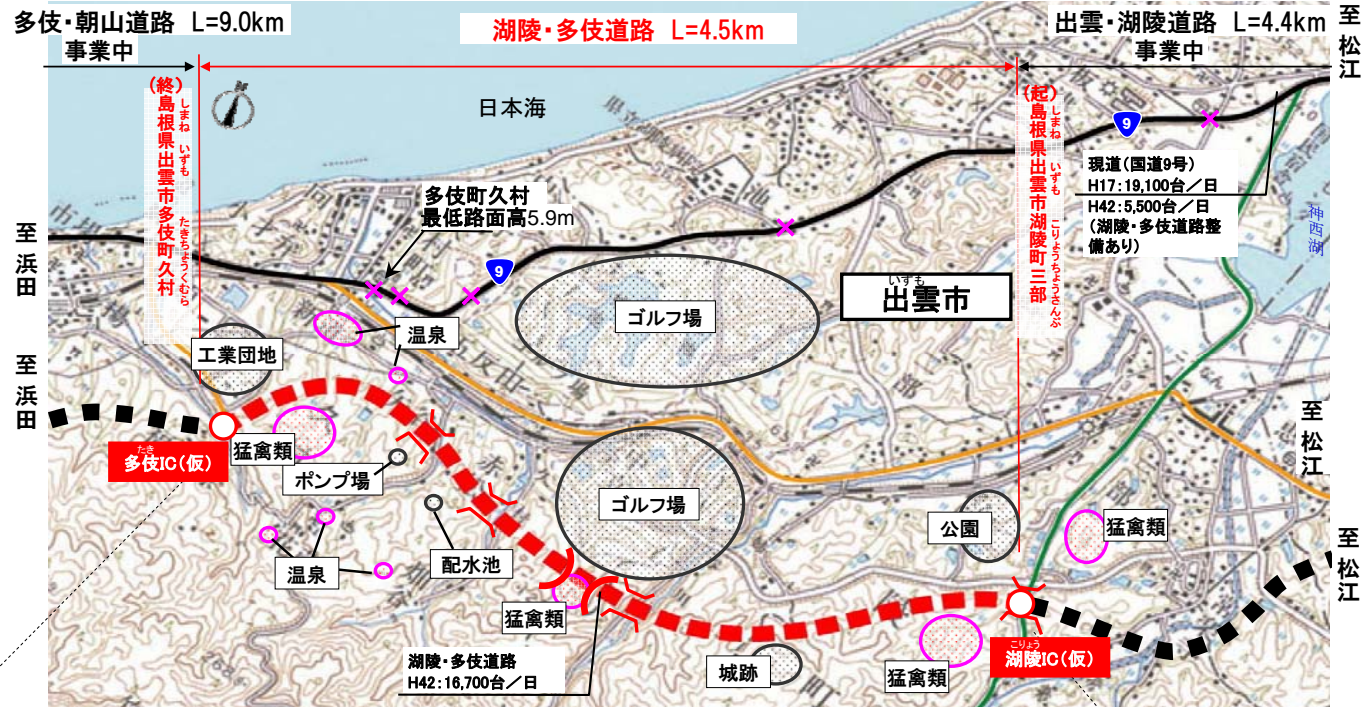 多伎・朝山道路 L=9.0km
事業中
湖陵・多伎道路 L=4.5km
出雲・湖陵道路 L=4.4km
事業中
至松江
(終)島根県出雲市多伎町久村
しまね いずも たきちょうくむら
日本海
(起)島根県出雲市湖陵町三部
しまね いずも こりょうちょうさんぶ
9
現道(国道9号)
H17:19,100台/日
H42:5,500台/日
(湖陵・多伎道路整
備あり)
神西湖
多伎町久村
最低路面高5.9m
至浜田
9
いずも
出雲市
ゴルフ場
温泉
工業団地
至浜田
至松江
たき
多伎IC(仮)
猛禽類
ポンプ場
ゴルフ場
公園
猛禽類
配水池
温泉
至松江
猛禽類
湖陵・多伎道路
H42:16,700台/日
城跡
猛禽類
こりょう
湖陵IC(仮)
町